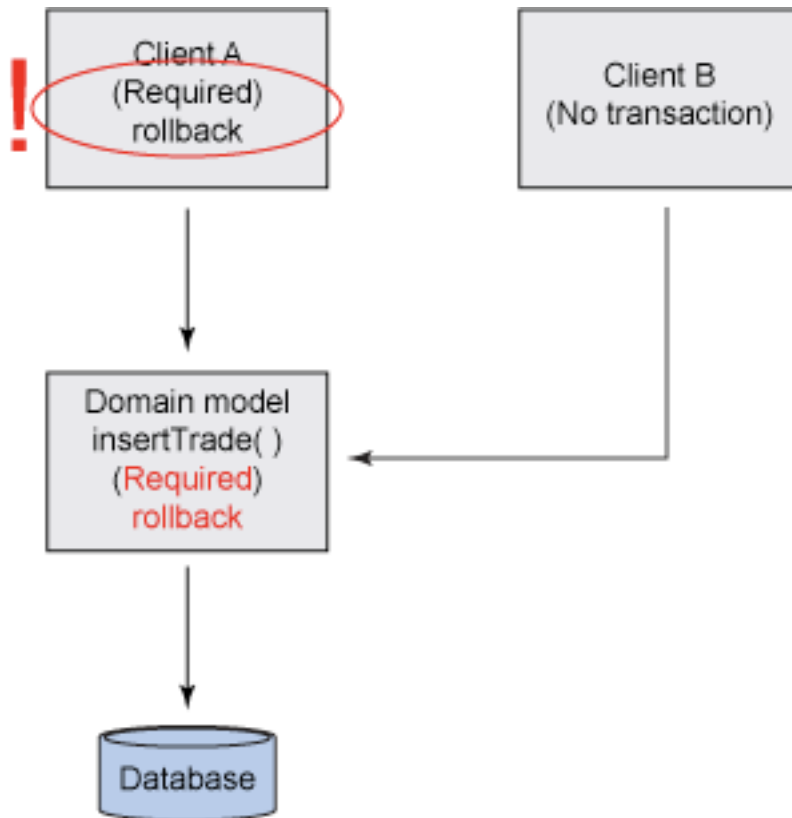 !
Client A
(Required)
rollback
Client B
(No transaction)
Domain model
insertTrade( )
(Required)
rollback
Database